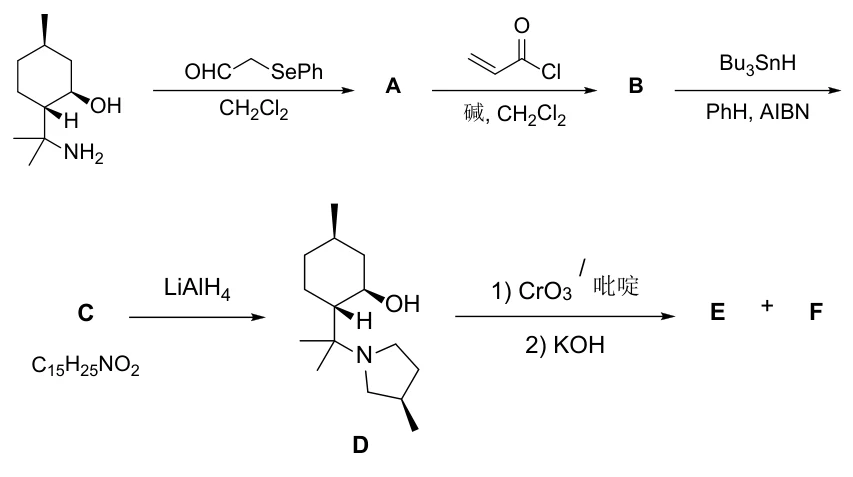 OH
H
NH₂
OHC SePh
CH₂Cl₂
A
O
Cl
碱, CH₂Cl₂
B
Bu₃SnH
PhH, AIBN
C
C₁₅H₂₅NO₂
LiAlH₄
OH
H
N
D
1) CrO₃ / 吡啶
2) KOH
E + F